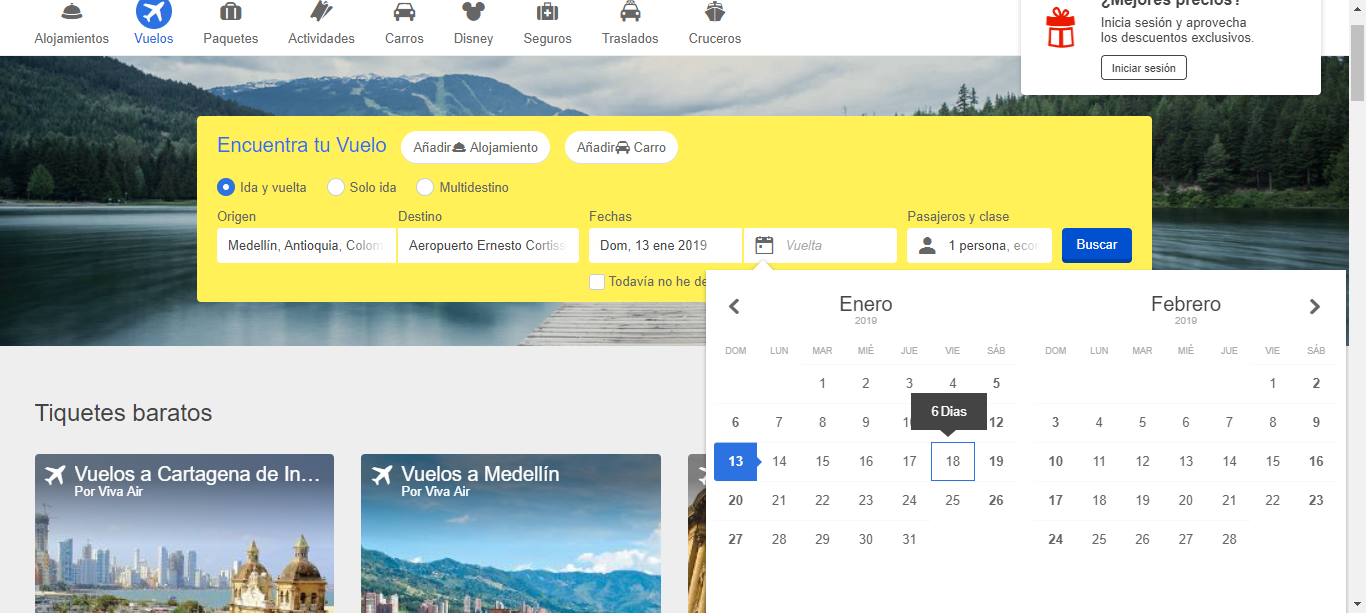 Alojamientos Vuelos Paquetes Actividades Carros Disney Seguros Traslados Cruceros
¿Mejores precios?
Inicia sesión y aprovecha
los descuentos exclusivos.
Iniciar sesión
Encuentra tu Vuelo Añadir Alojamiento Añadir Carro
Ida y vuelta Solo ida Multidestino
Origen Destino Fechas Pasajeros y clase
Medellín, Antioquia, Colom Aeropuerto Ernesto Cortiss Dom, 13 ene 2019 Vuelta 1 persona, econ Buscar
Todavía no he de
Enero Febrero
2019 2019
DOM LUN MAR MIÉ JUE VIE SÁB DOM LUN MAR MIÉ JUE VIE SÁB
1 2 3 4 5 1 2
6 Dias
6 7 8 9 12 3 4 5 6 7 8 9
13 14 15 16 17 18 19 10 11 12 13 14 15 16
20 21 22 23 24 25 26 17 18 19 20 21 22 23
27 28 29 30 31 24 25 26 27 28
Tiquetes baratos
Vuelos a Cartagena de In...
Por Viva Air
Vuelos a Medellín
Por Viva Air